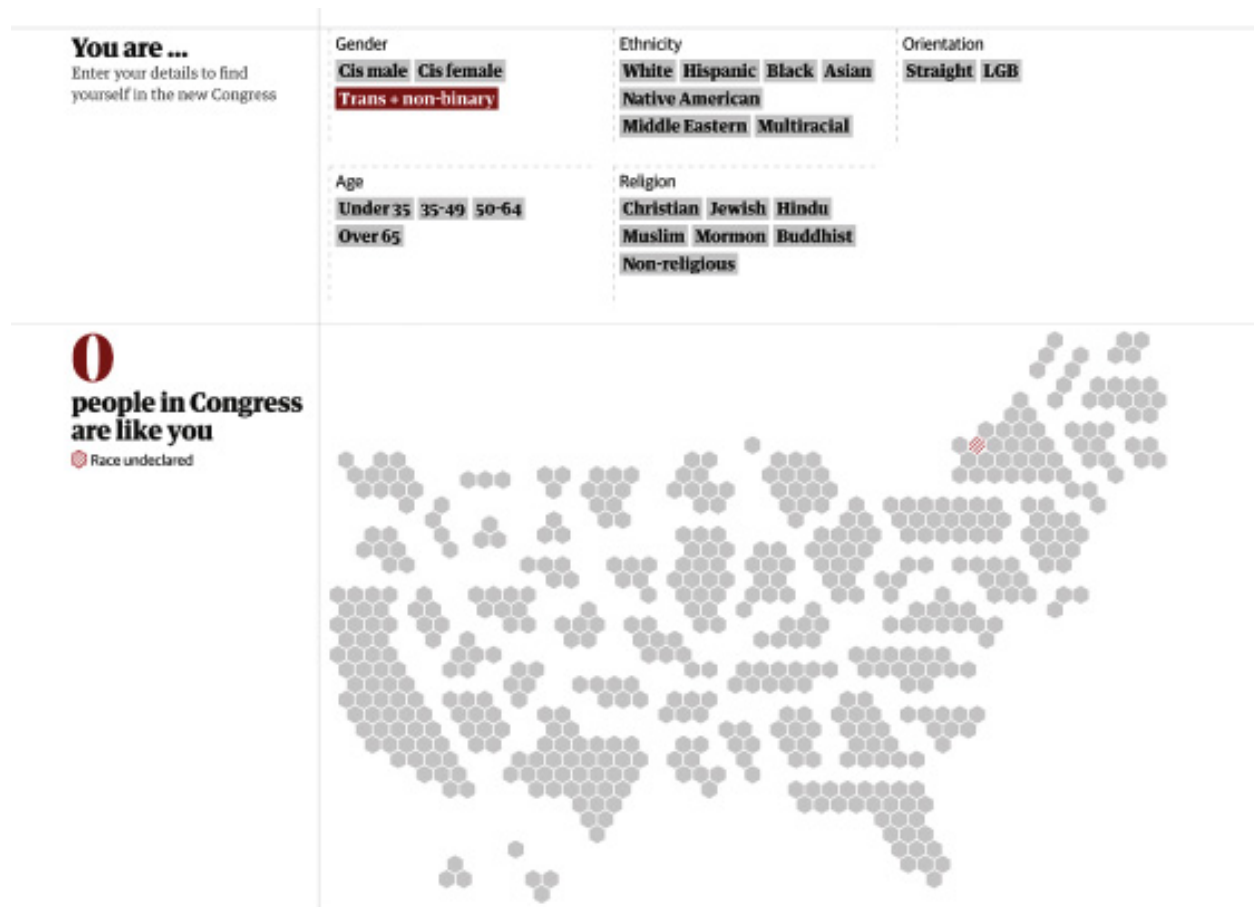 You are ...
Enter your details to find
yourself in the new Congress
Gender
Cis male Cis female
Trans + non-binary
Ethnicity
White Hispanic Black Asian
Native American
Middle Eastern Multiracial
Orientation
Straight LGB
Age
Under 35 35-49 50-64
Over 65
Religion
Christian Jewish Hindu
Muslim Mormon Buddhist
Non-religious
0
people in Congress
are like you
Race undeclared